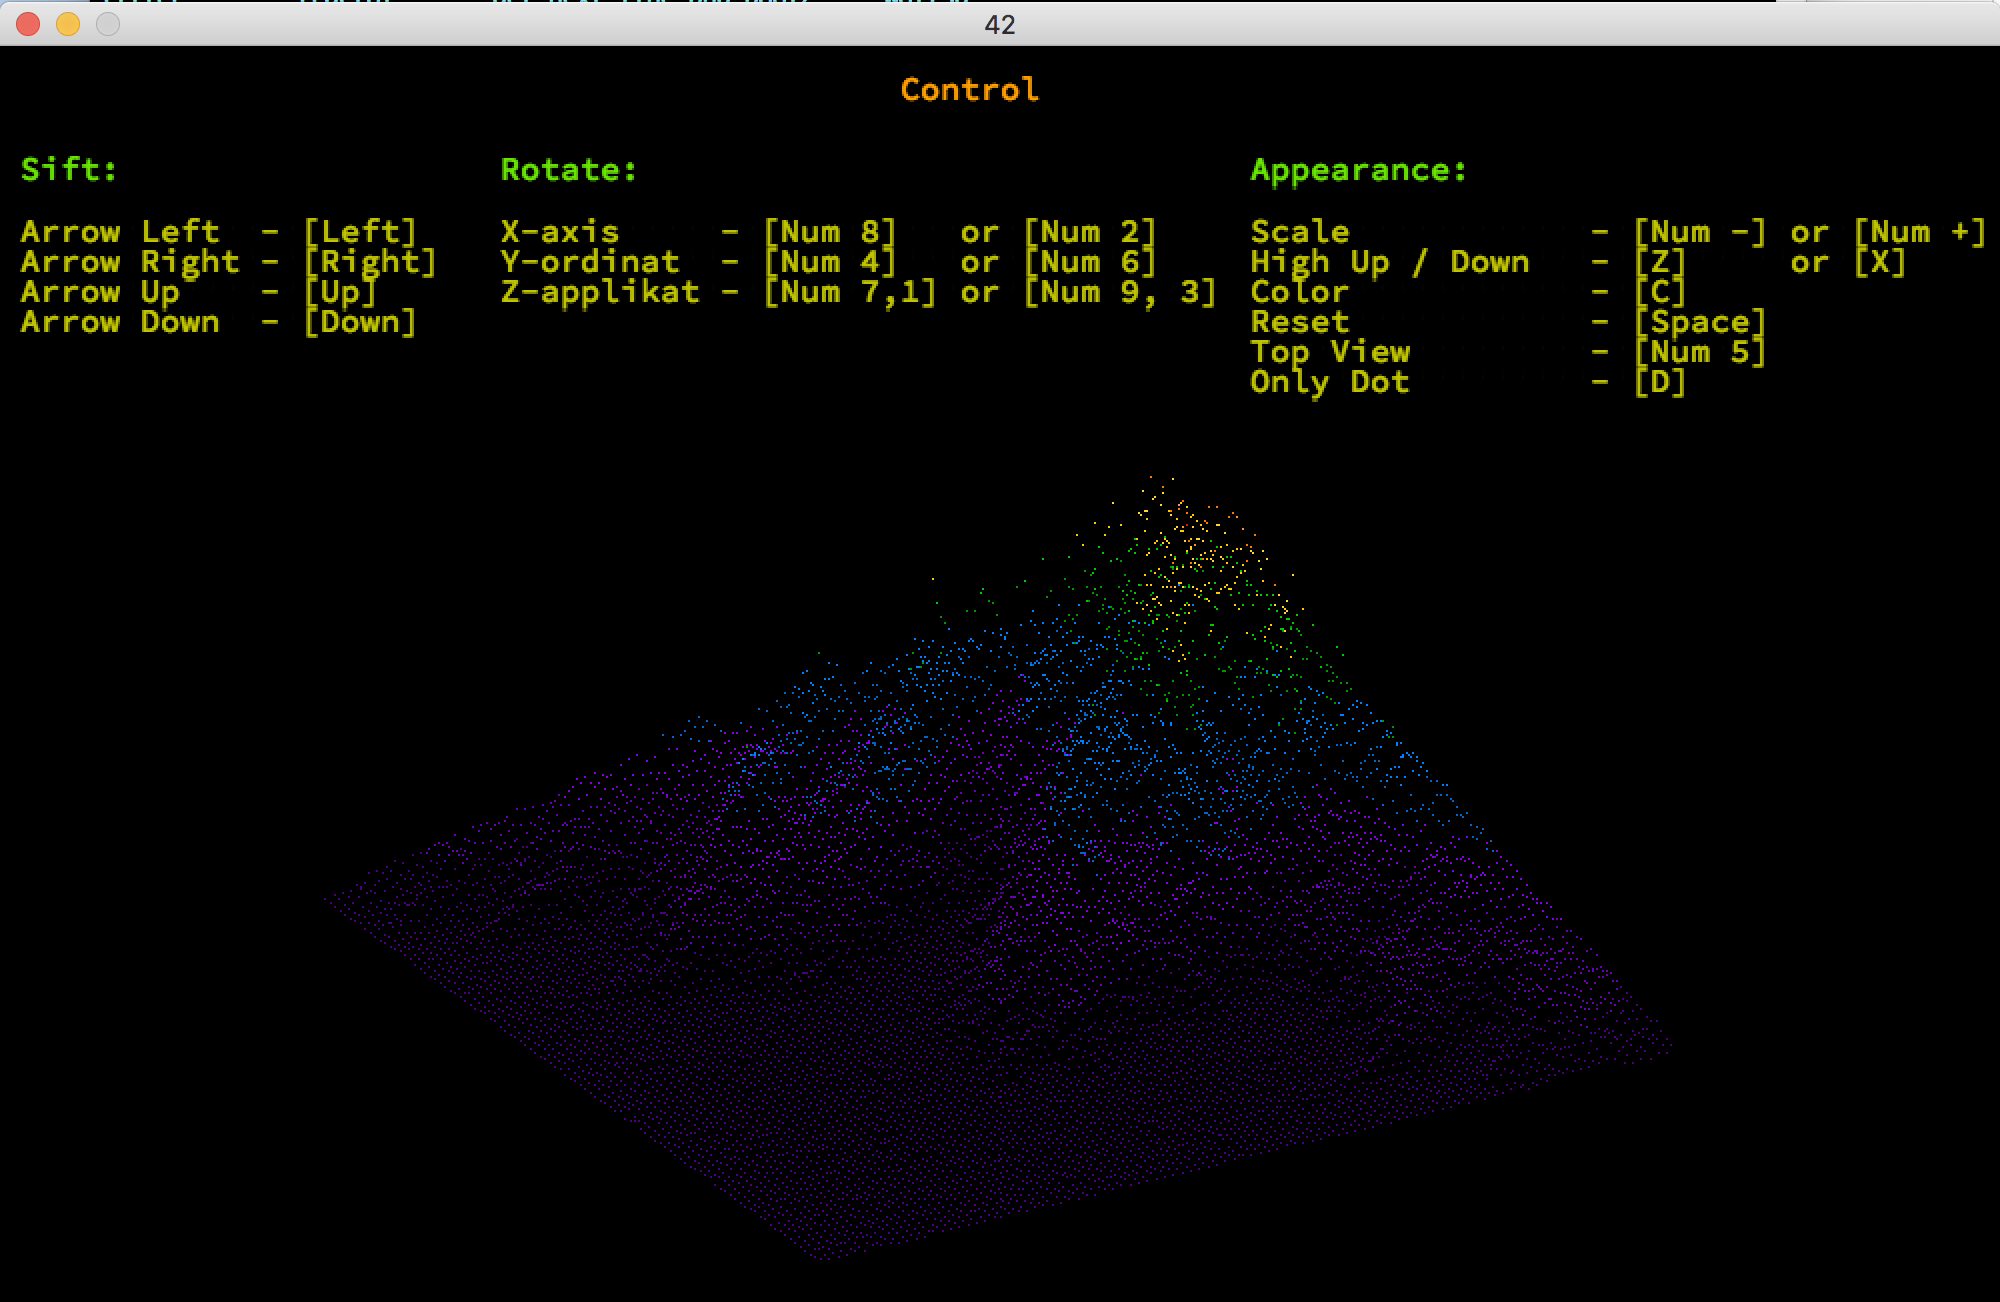 42
Control
Sift:
Arrow Left - [Left]
Arrow Right - [Right]
Arrow Up - [Up]
Arrow Down - [Down]
Rotate:
X-axis - [Num 8] or [Num 2]
Y-ordinat - [Num 4] or [Num 6]
Z-applikat - [Num 7,1] or [Num 9, 3]
Appearance:
Scale - [Num -] or [Num +]
High Up / Down - [Z] or [X]
Color - [C]
Reset - [Space]
Top View - [Num 5]
Only Dot - [D]